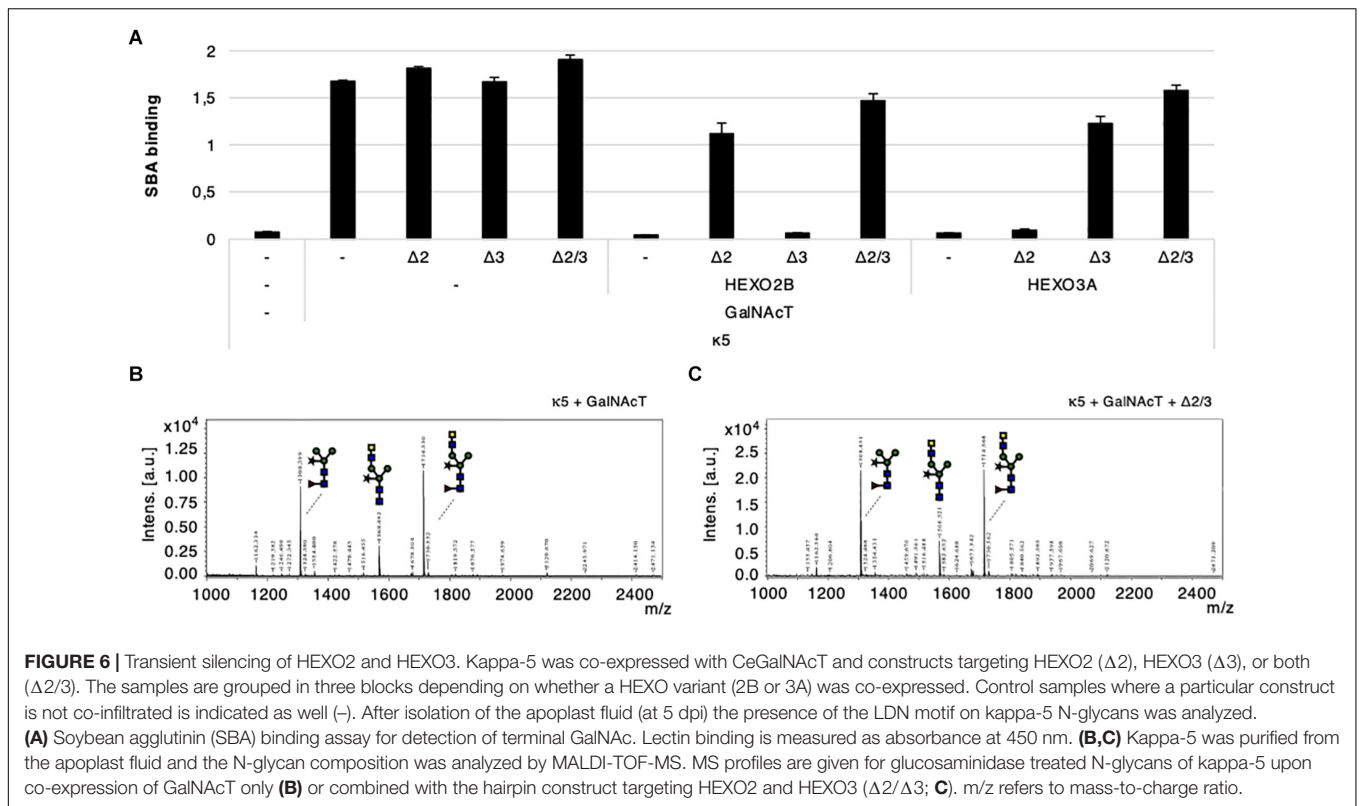 A
2
1,5
1
0,5
0
SBA binding
- - Δ2 Δ3 Δ2/3 - Δ2 Δ3 Δ2/3 - Δ2 Δ3 Δ2/3
- - HEXO2B HEXO3A
- GalNAcT
κ5
B
κ5 + GalNAcT
x10⁴
1.25
1.00
0.75
0.50
0.25
0.00
Intens. [a.u.]
1000 1200 1400 1600 1800 2000 2200 2400
m/z
C
κ5 + GalNAcT + Δ2/3
x10⁴
2.5
2.0
1.5
1.0
0.5
0.0
Intens. [a.u.]
1000 1200 1400 1600 1800 2000 2200 2400
m/z
FIGURE 6 | Transient silencing of HEXO2 and HEXO3. Kappa-5 was co-expressed with CeGalNAcT and constructs targeting HEXO2 (Δ2), HEXO3 (Δ3), or both
(Δ2/3). The samples are grouped in three blocks depending on whether a HEXO variant (2B or 3A) was co-expressed. Control samples where a particular construct
is not co-infiltrated is indicated as well (–). After isolation of the apoplast fluid (at 5 dpi) the presence of the LDN motif on kappa-5 N-glycans was analyzed.
(A) Soybean agglutinin (SBA) binding assay for detection of terminal GalNAc. Lectin binding is measured as absorbance at 450 nm. (B,C) Kappa-5 was purified from
the apoplast fluid and the N-glycan composition was analyzed by MALDI-TOF-MS. MS profiles are given for glucosaminidase treated N-glycans of kappa-5 upon
co-expression of GalNAcT only (B) or combined with the hairpin construct targeting HEXO2 and HEXO3 (Δ2/Δ3; C). m/z refers to mass-to-charge ratio.